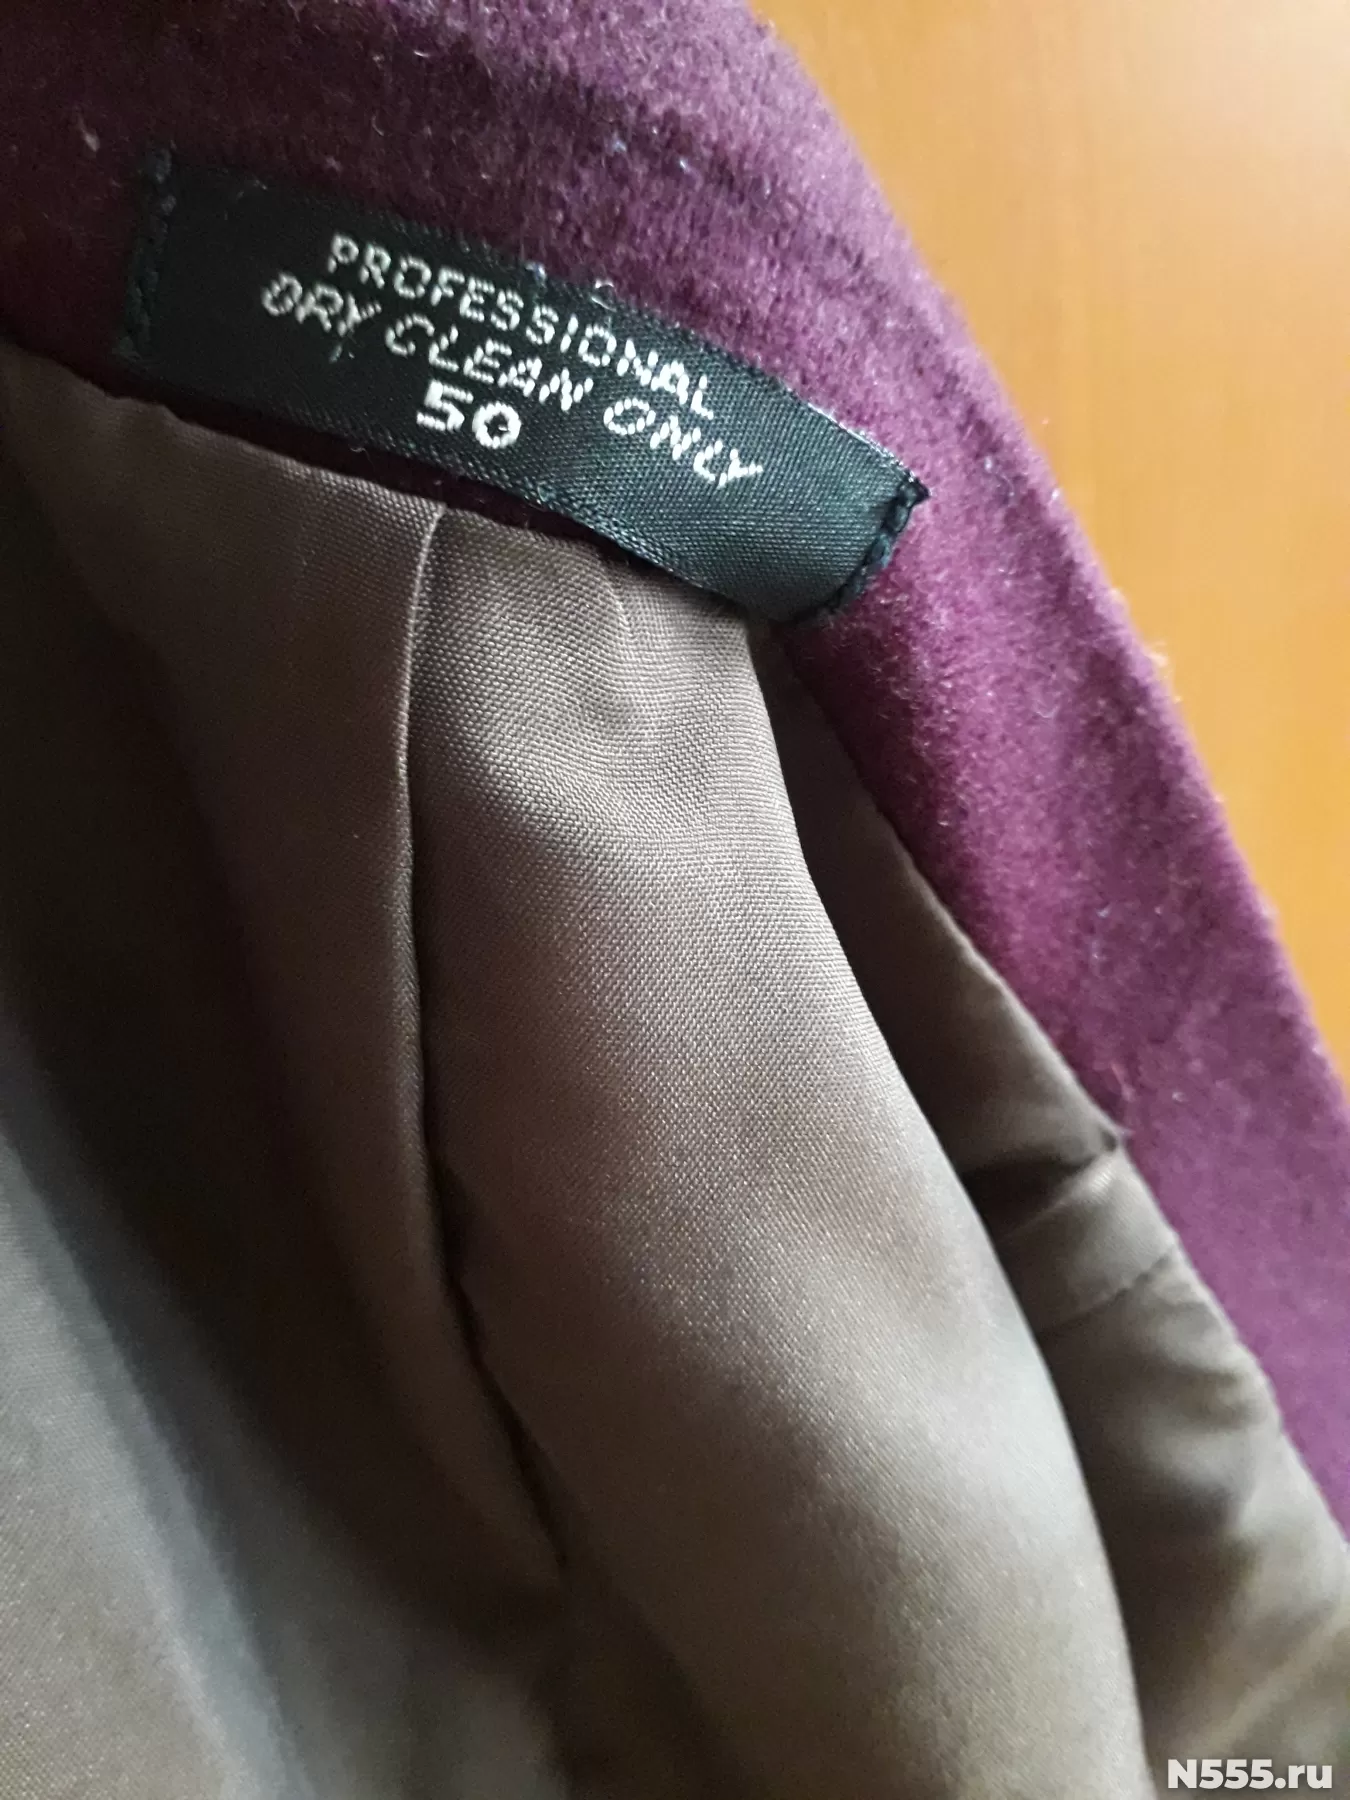 PROFESSIONAL
DRY CLEAN ONLY
50
N555.ru